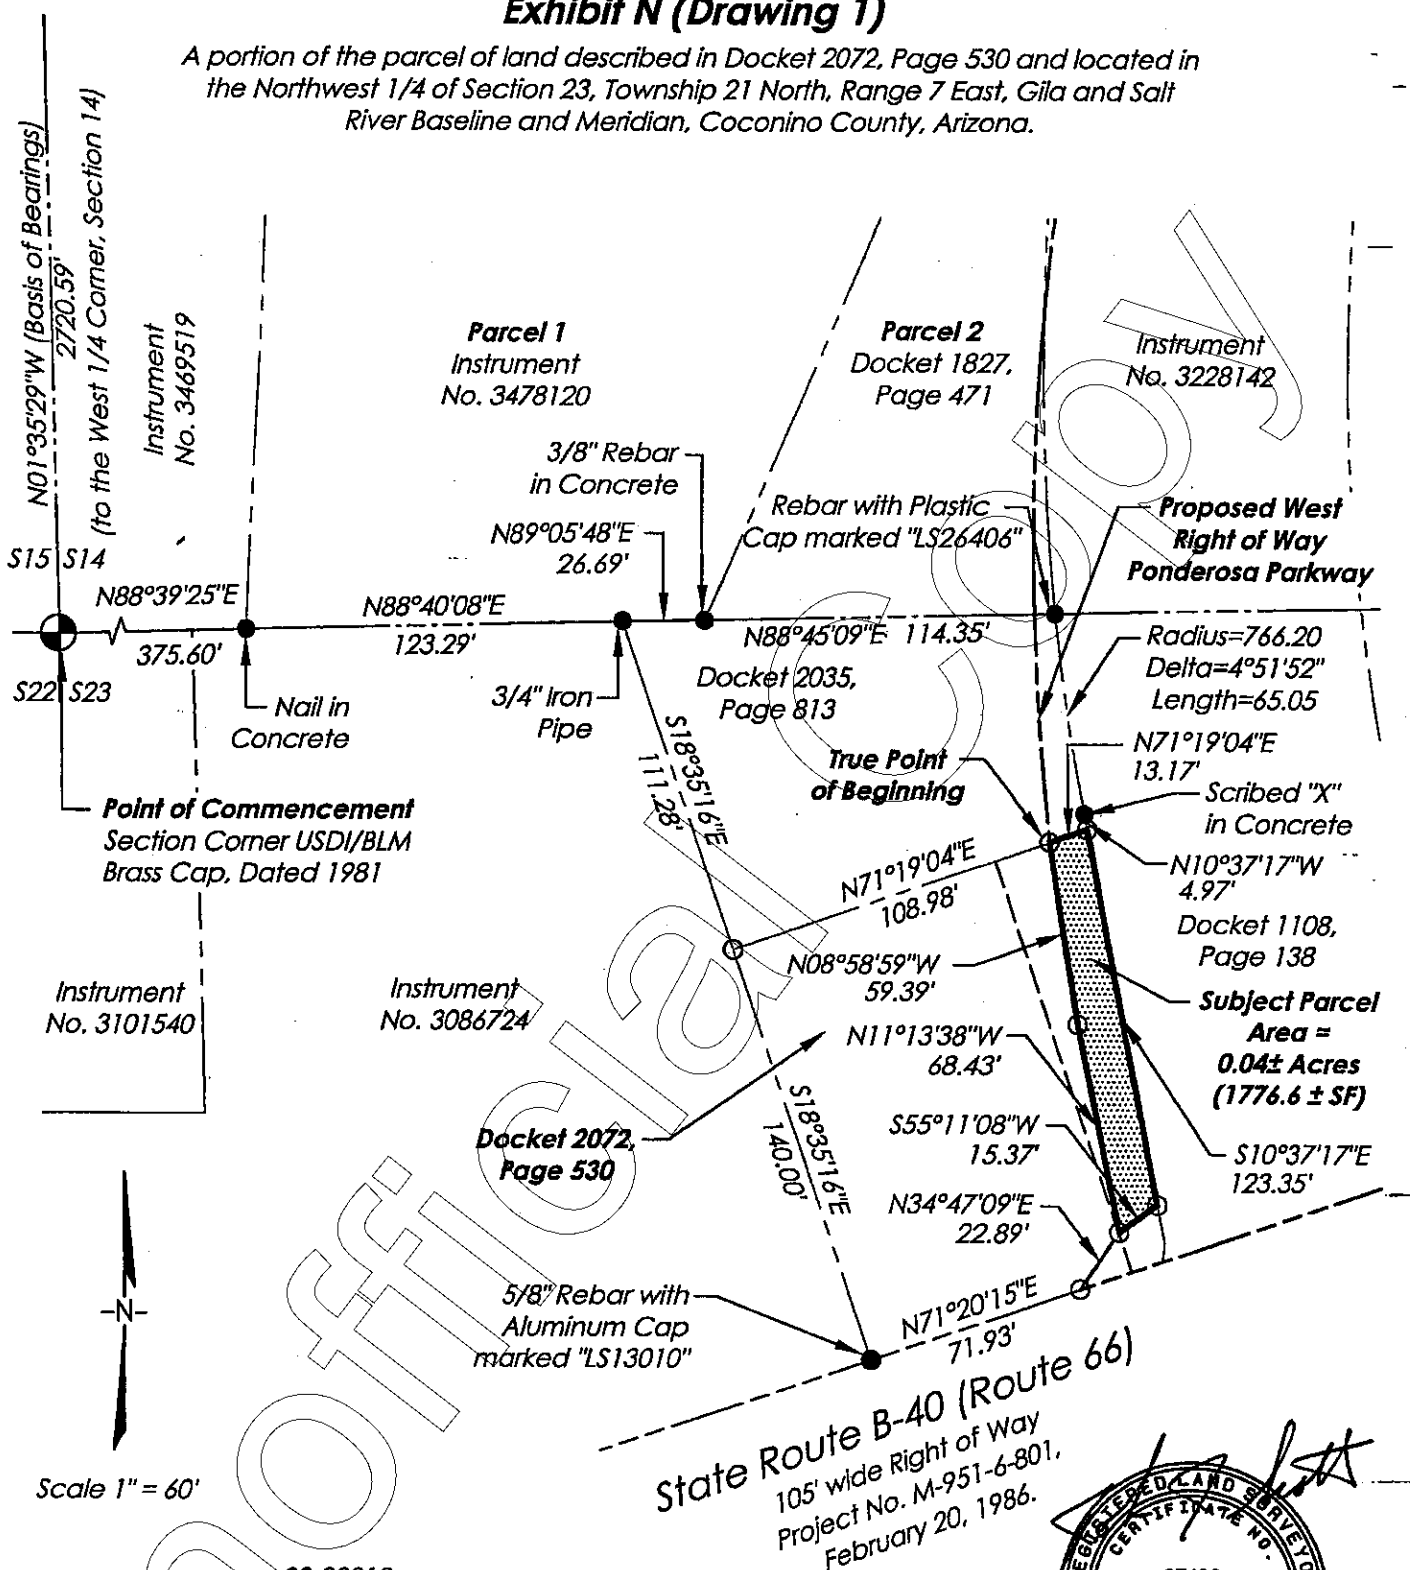 Exhibit N (Drawing 1)
A portion of the parcel of land described in Docket 2072, Page 530 and located in
the Northwest 1/4 of Section 23, Township 21 North, Range 7 East, Gila and Salt
River Baseline and Meridian, Coconino County, Arizona.
N01°35'29"W (Basis of Bearings)
2720.59'
(to the West 1/4 Corner, Section 14)
Instrument
No. 3469519
Parcel 1
Instrument
No. 3478120
Parcel 2
Docket 1827,
Page 471
Instrument
No. 3228142
3/8" Rebar
in Concrete
N89°05'48"E
26.69'
Rebar with Plastic
Cap marked "LS26406"
Proposed West
Right of Way
Ponderosa Parkway
S15 S14
S22 S23
N88°39'25"E
375.60'
N88°40'08"E
123.29'
N88°45'09"E 114.35'
Radius=766.20
Delta=4°51'52"
Length=65.05
Nail in
Concrete
3/4" Iron
Pipe
Docket 2035,
Page 813
S18°35'16"E
111.28'
True Point
of Beginning
N71°19'04"E
13.17'
Scribed "X"
in Concrete
Point of Commencement
Section Corner USDI/BLM
Brass Cap, Dated 1981
N71°19'04"E
108.98'
N10°37'17"W
4.97'
Docket 1108,
Page 138
N08°58'59"W
59.39'
Instrument
No. 3101540
Instrument
No. 3086724
Subject Parcel
Area =
0.04± Acres
(1776.6 ± SF)
N11°13'38"W
68.43'
Docket 2072,
Page 530
S18°35'16"E
140.00'
S55°11'08"W
15.37'
S10°37'17"E
123.35'
N34°47'09"E
22.89'
5/8" Rebar with
Aluminum Cap
marked "LS13010"
N71°20'15"E
71.93'
-N-
Scale 1" = 60'
State Route B-40 (Route 66)
105' wide Right of Way
Project No. M-951-6-801,
February 20, 1986.
CERTIFICATE NO.
Unofficial Copy